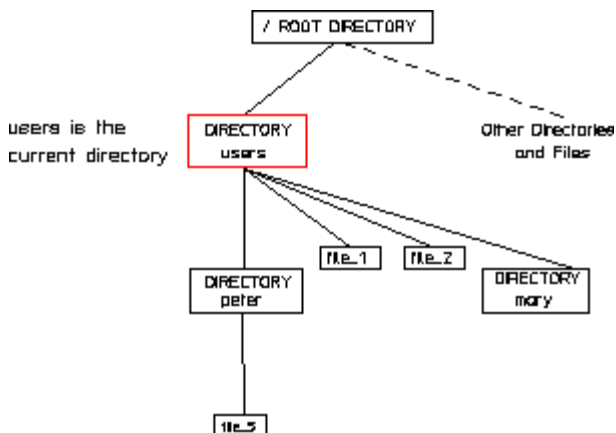 / ROOT DIRECTORY
users is the
current directory
DIRECTORY
users
Other Directories
and Files
file_1
file_2
DIRECTORY
peter
DIRECTORY
mary